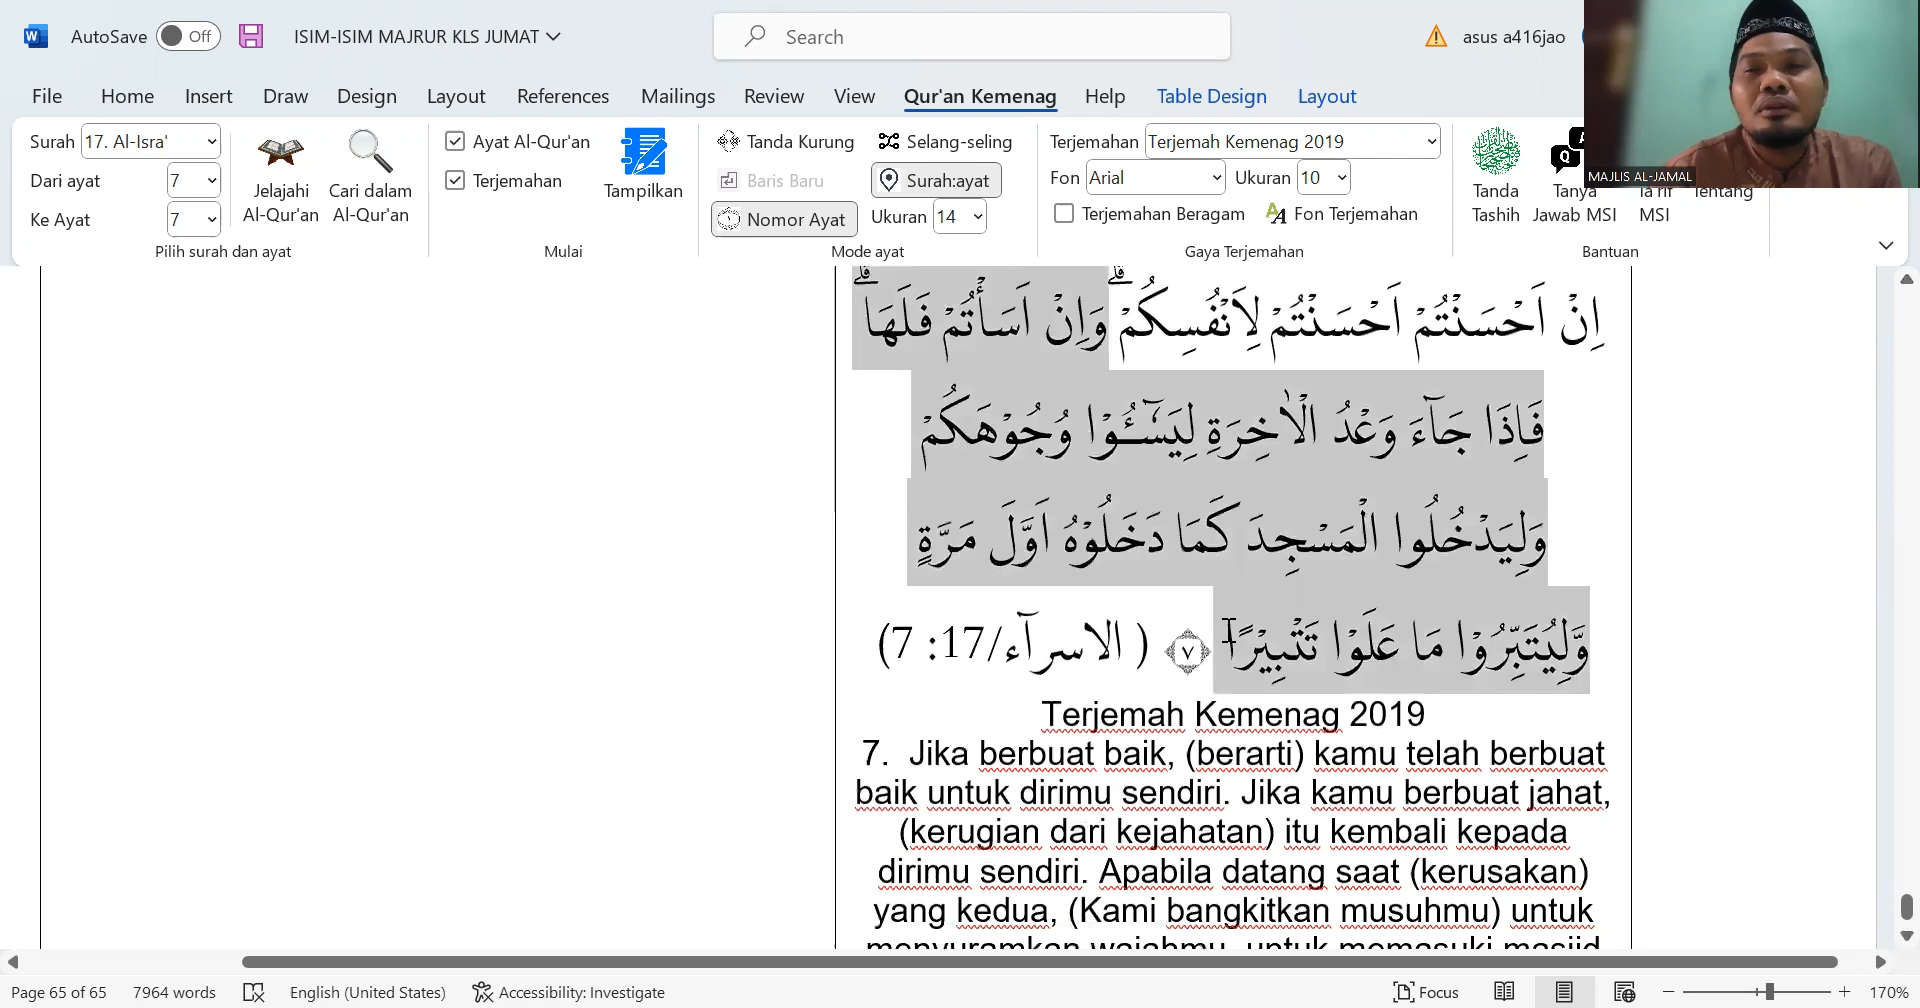 AutoSave Off ISIM-ISIM MAJRUR KLS JUMAT Search asus a416jao
File Home Insert Draw Design Layout References Mailings Review View Qur'an Kemenag Help Table Design Layout
Surah 17. Al-Isra'
Dari ayat 7
Ke Ayat 7
Jelajahi
Al-Qur'an
Cari dalam
Al-Qur'an
Pilih surah dan ayat
Ayat Al-Qur'an
Terjemahan
Tampilkan
Mulai
Tanda Kurung Selang-seling
Baris Baru Surah:ayat
Nomor Ayat Ukuran 14
Mode ayat
Terjemahan Terjemah Kemenag 2019
Fon Arial Ukuran 10
Terjemahan Beragam Fon Terjemahan
Gaya Terjemahan
Tanda
Tashih
Tanya
Jawab MSI
Ta'rif
MSI
Tentang
Bantuan
MAJLIS AL-JAMAL
اِنْ اَحْسَنْتُمْ اَحْسَنْتُمْ لِاَنْفُسِكُمْ ۗوَاِنْ اَسَأْتُمْ فَلَهَا ۗ
فَاِذَا جَاۤءَ وَعْدُ الْاٰخِرَةِ لِيَسٗۤـُٔوْا وُجُوْهَكُمْ
وَلِيَدْخُلُوا الْمَسْجِدَ كَمَا دَخَلُوْهُ اَوَّلَ مَرَّةٍ
وَّلِيُتَبِّرُوْا مَا عَلَوْا تَتْبِيْرًا ٧ ( الاسراۤء/17: 7)
Terjemah Kemenag 2019
7. Jika berbuat baik, (berarti) kamu telah berbuat
baik untuk dirimu sendiri. Jika kamu berbuat jahat,
(kerugian dari kejahatan) itu kembali kepada
dirimu sendiri. Apabila datang saat (kerusakan)
yang kedua, (Kami bangkitkan musuhmu) untuk
menyuramkan wajahmu, untuk memasuki masjid
Page 65 of 65 7964 words English (United States) Accessibility: Investigate Focus 170%